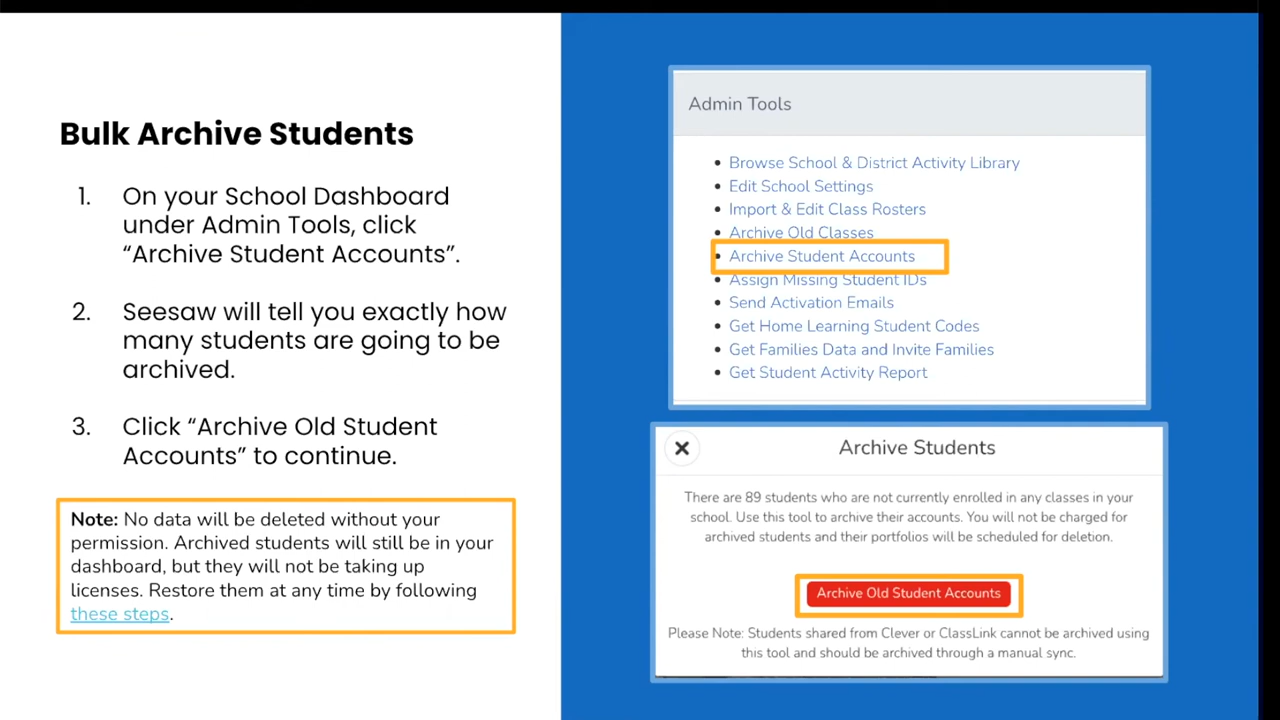 Bulk Archive Students
1. On your School Dashboard
under Admin Tools, click
“Archive Student Accounts”.
2. Seesaw will tell you exactly how
many students are going to be
archived.
3. Click “Archive Old Student
Accounts” to continue.
Note: No data will be deleted without your
permission. Archived students will still be in your
dashboard, but they will not be taking up
licenses. Restore them at any time by following
these steps.
Admin Tools
• Browse School & District Activity Library
• Edit School Settings
• Import & Edit Class Rosters
• Archive Old Classes
• Archive Student Accounts
• Assign Missing Student IDs
• Send Activation Emails
• Get Home Learning Student Codes
• Get Families Data and Invite Families
• Get Student Activity Report
Archive Students
There are 89 students who are not currently enrolled in any classes in your
school. Use this tool to archive their accounts. You will not be charged for
archived students and their portfolios will be scheduled for deletion.
Archive Old Student Accounts
Please Note: Students shared from Clever or ClassLink cannot be archived using
this tool and should be archived through a manual sync.